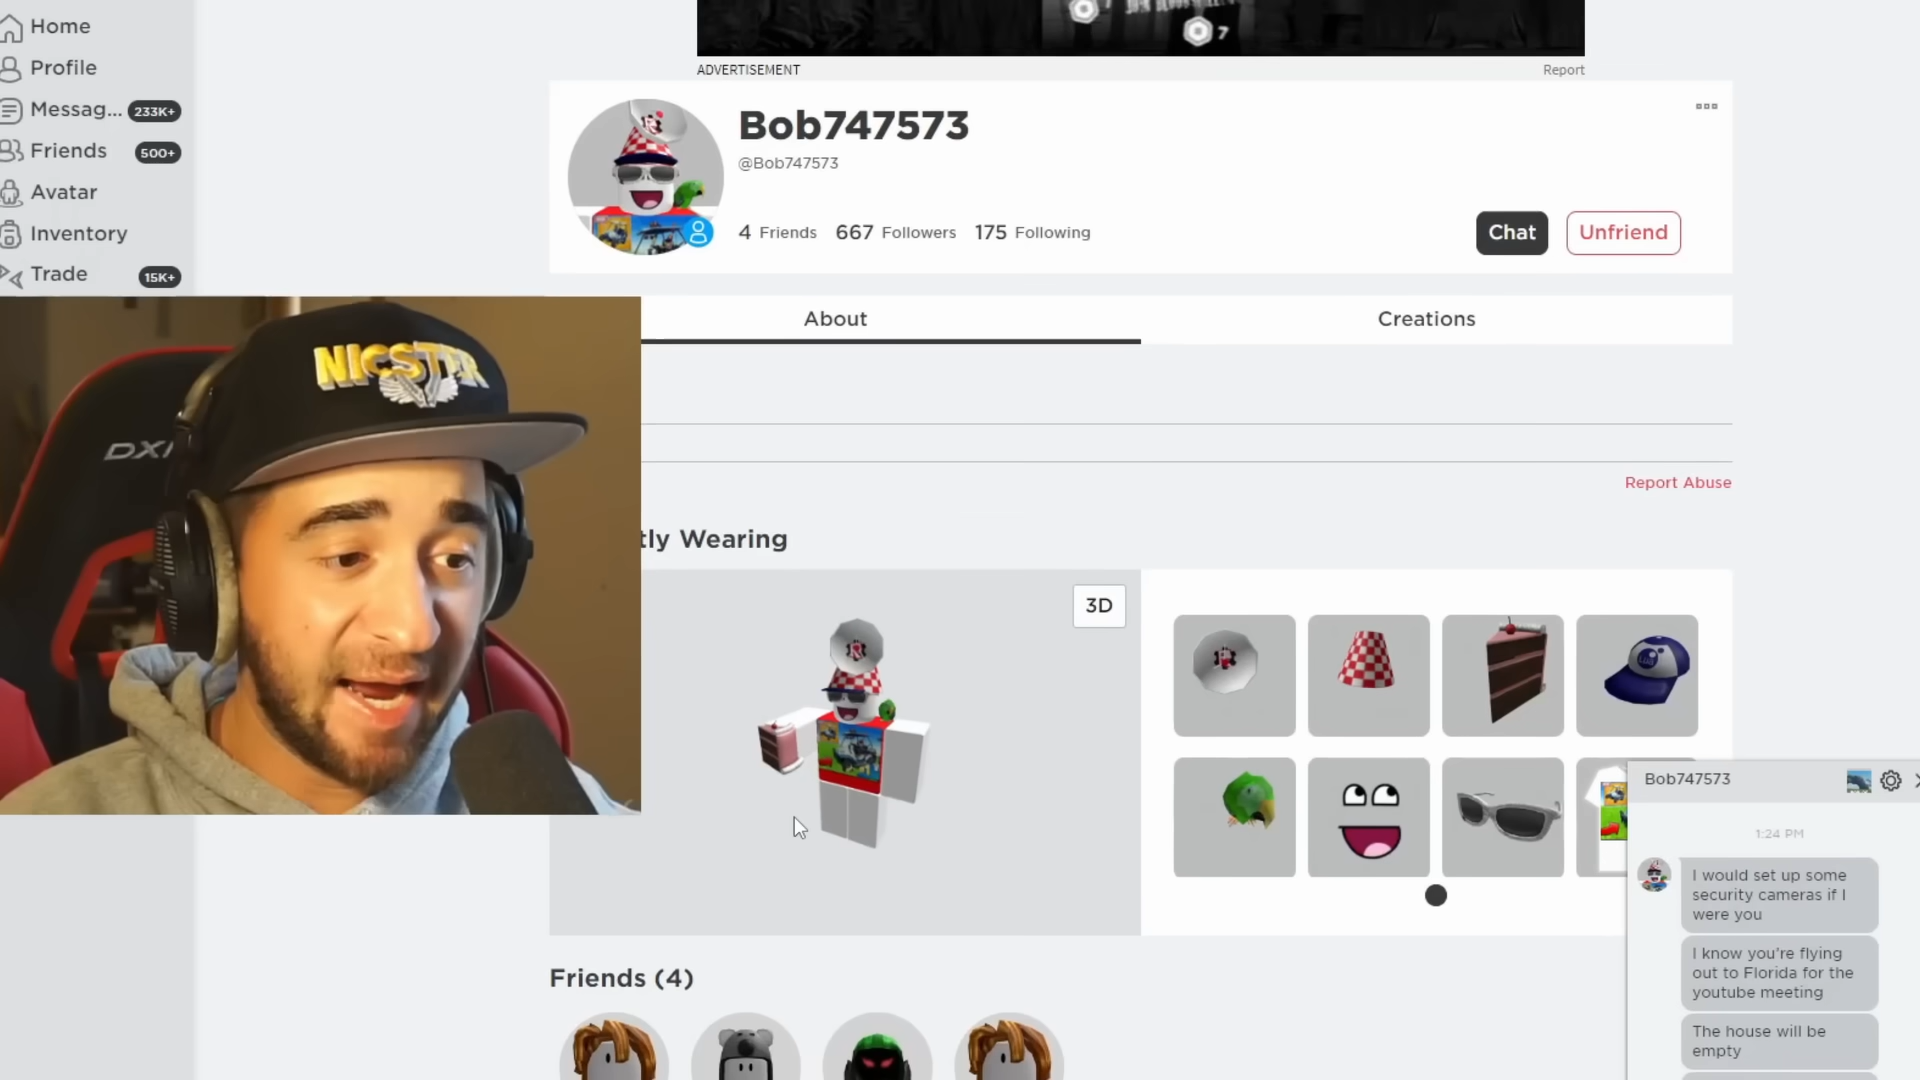 7
ADVERTISEMENT
Report
Home
Profile
Messag...
233K+
Friends
500+
Avatar
Inventory
Trade
15K+
Bob747573
@Bob747573
4 Friends 667 Followers 175 Following
Chat
Unfriend
About
Creations
Report Abuse
tly Wearing
3D
NICSTER
Friends (4)
Bob747573
1:24 PM
I would set up some
security cameras if I
were you
I know you're flying
out to Florida for the
youtube meeting
The house will be
empty